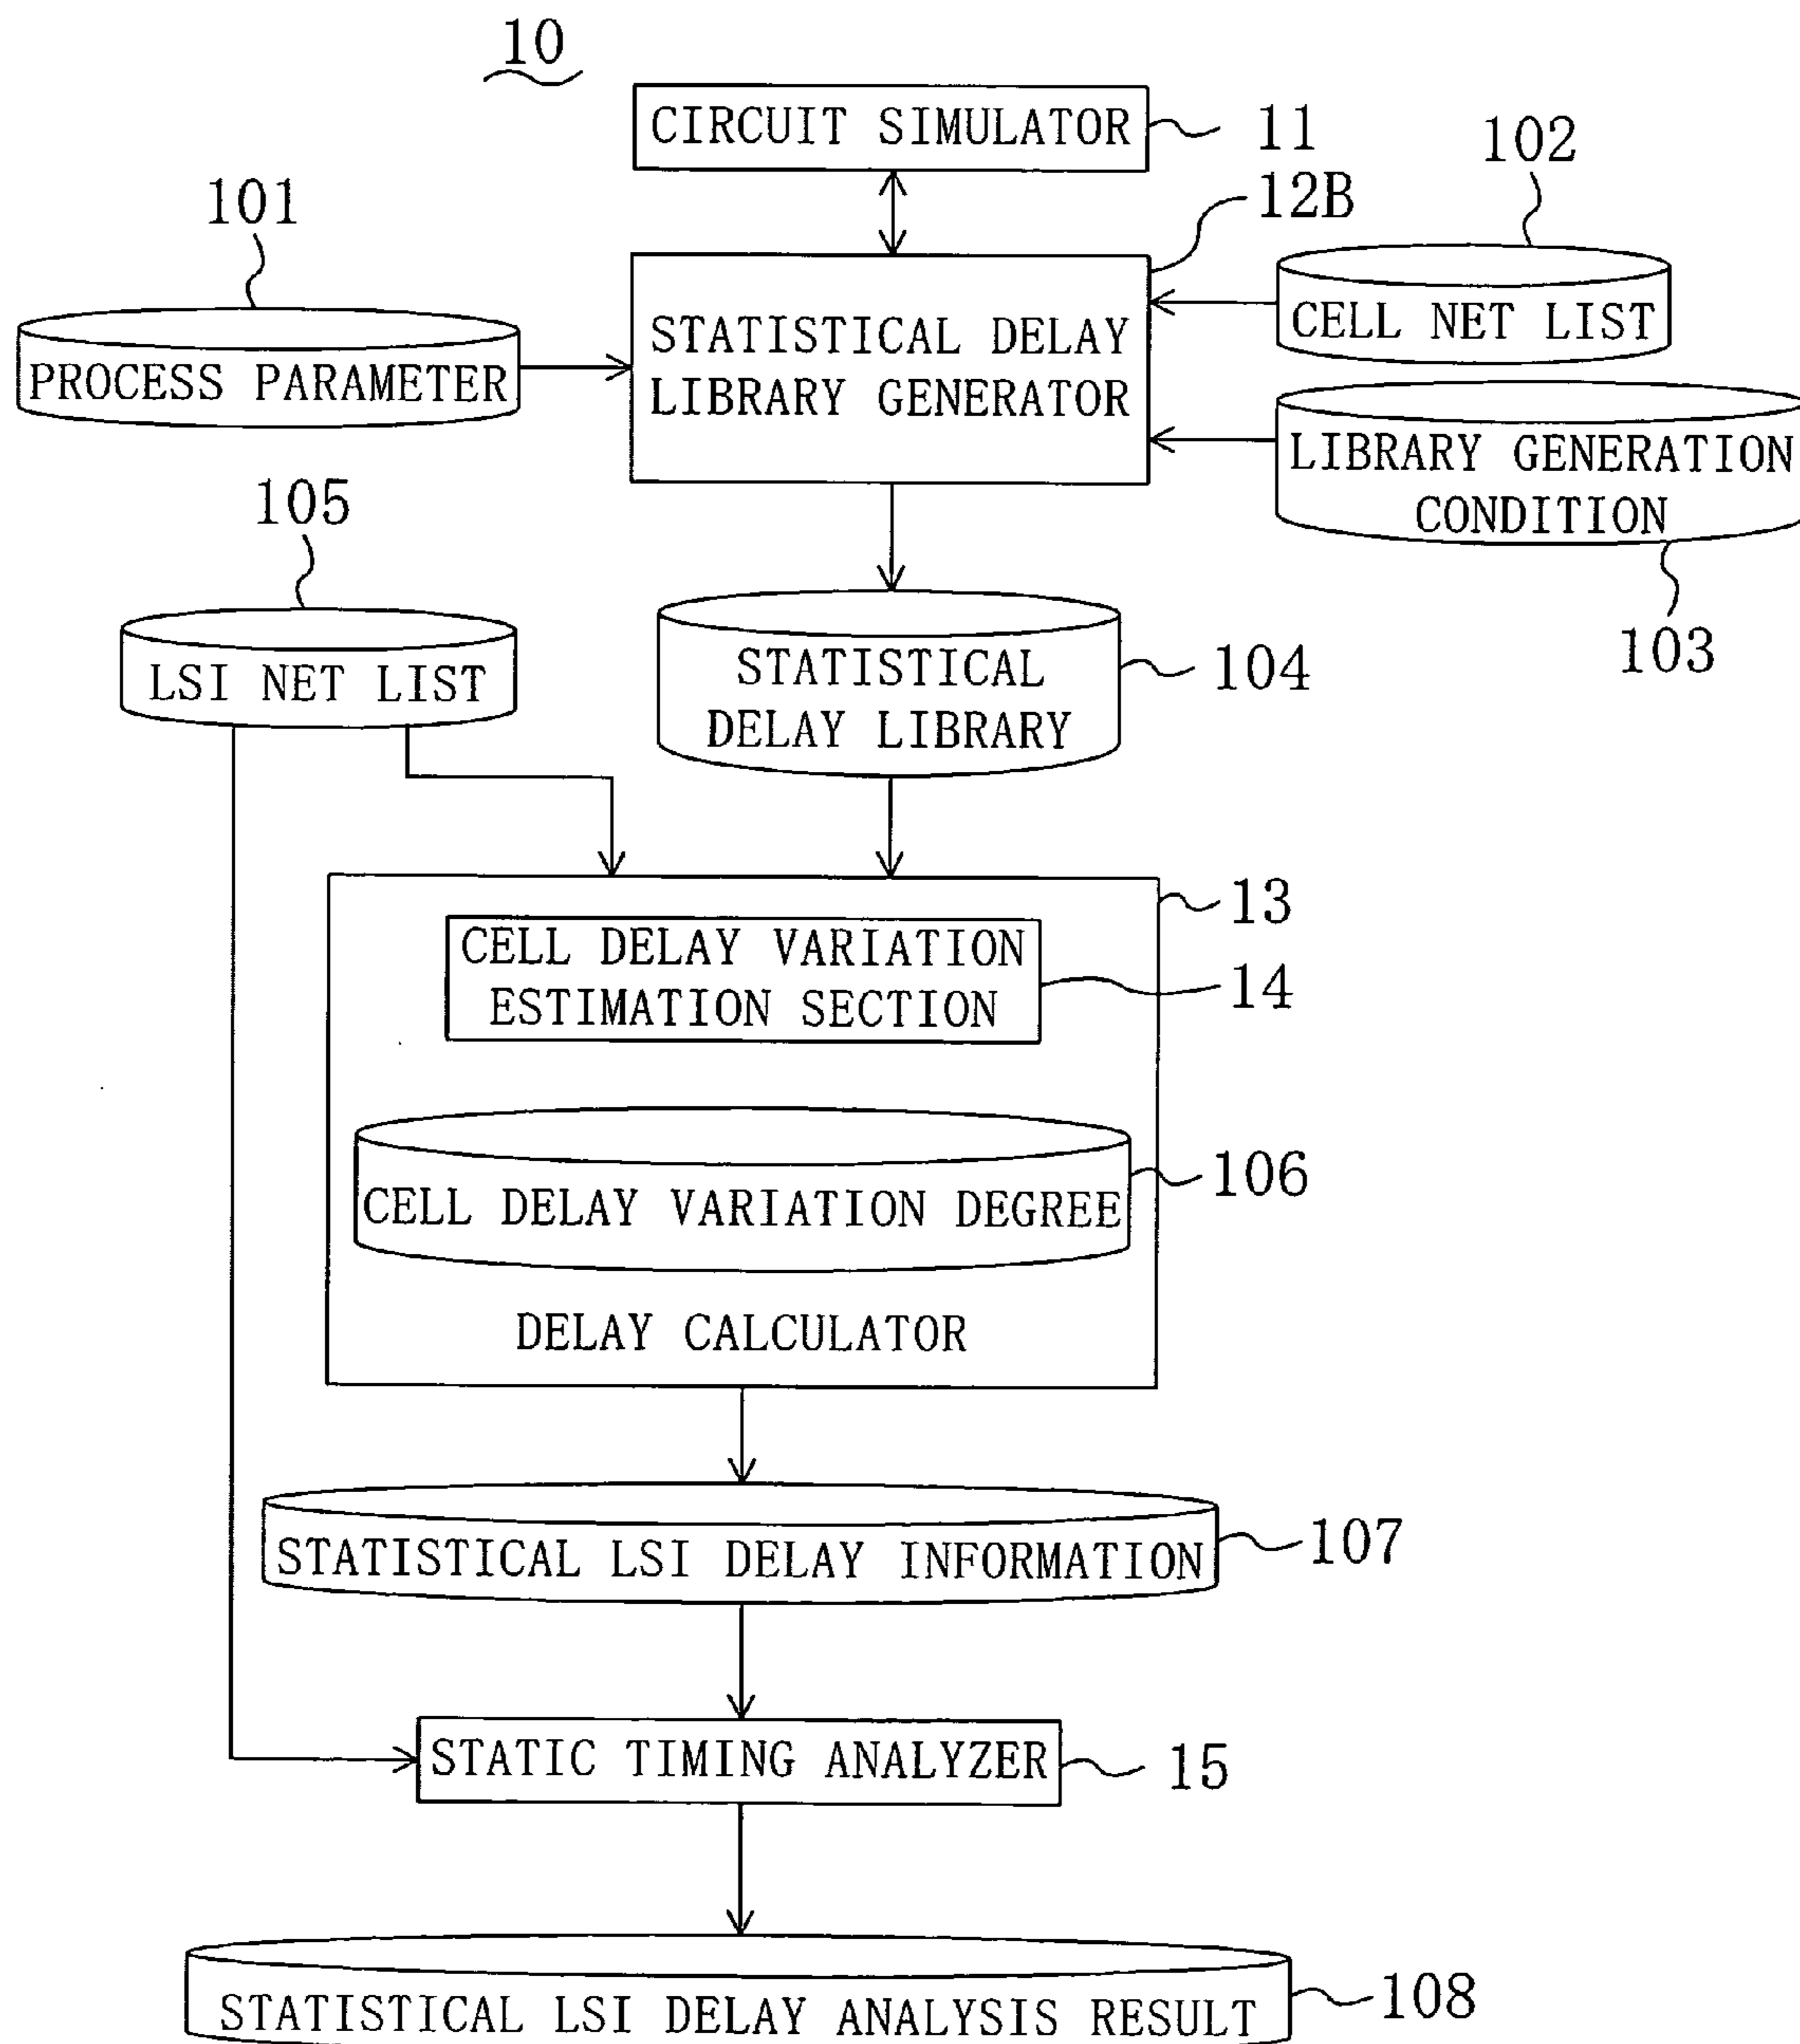 10
CIRCUIT SIMULATOR
11
102
101
12B
STATISTICAL DELAY
LIBRARY GENERATOR
CELL NET LIST
PROCESS PARAMETER
LIBRARY GENERATION
CONDITION
105
103
LSI NET LIST
STATISTICAL
DELAY LIBRARY
104
13
CELL DELAY VARIATION
ESTIMATION SECTION
14
106
CELL DELAY VARIATION DEGREE
DELAY CALCULATOR
STATISTICAL LSI DELAY INFORMATION
107
STATIC TIMING ANALYZER
15
STATISTICAL LSI DELAY ANALYSIS RESULT
108